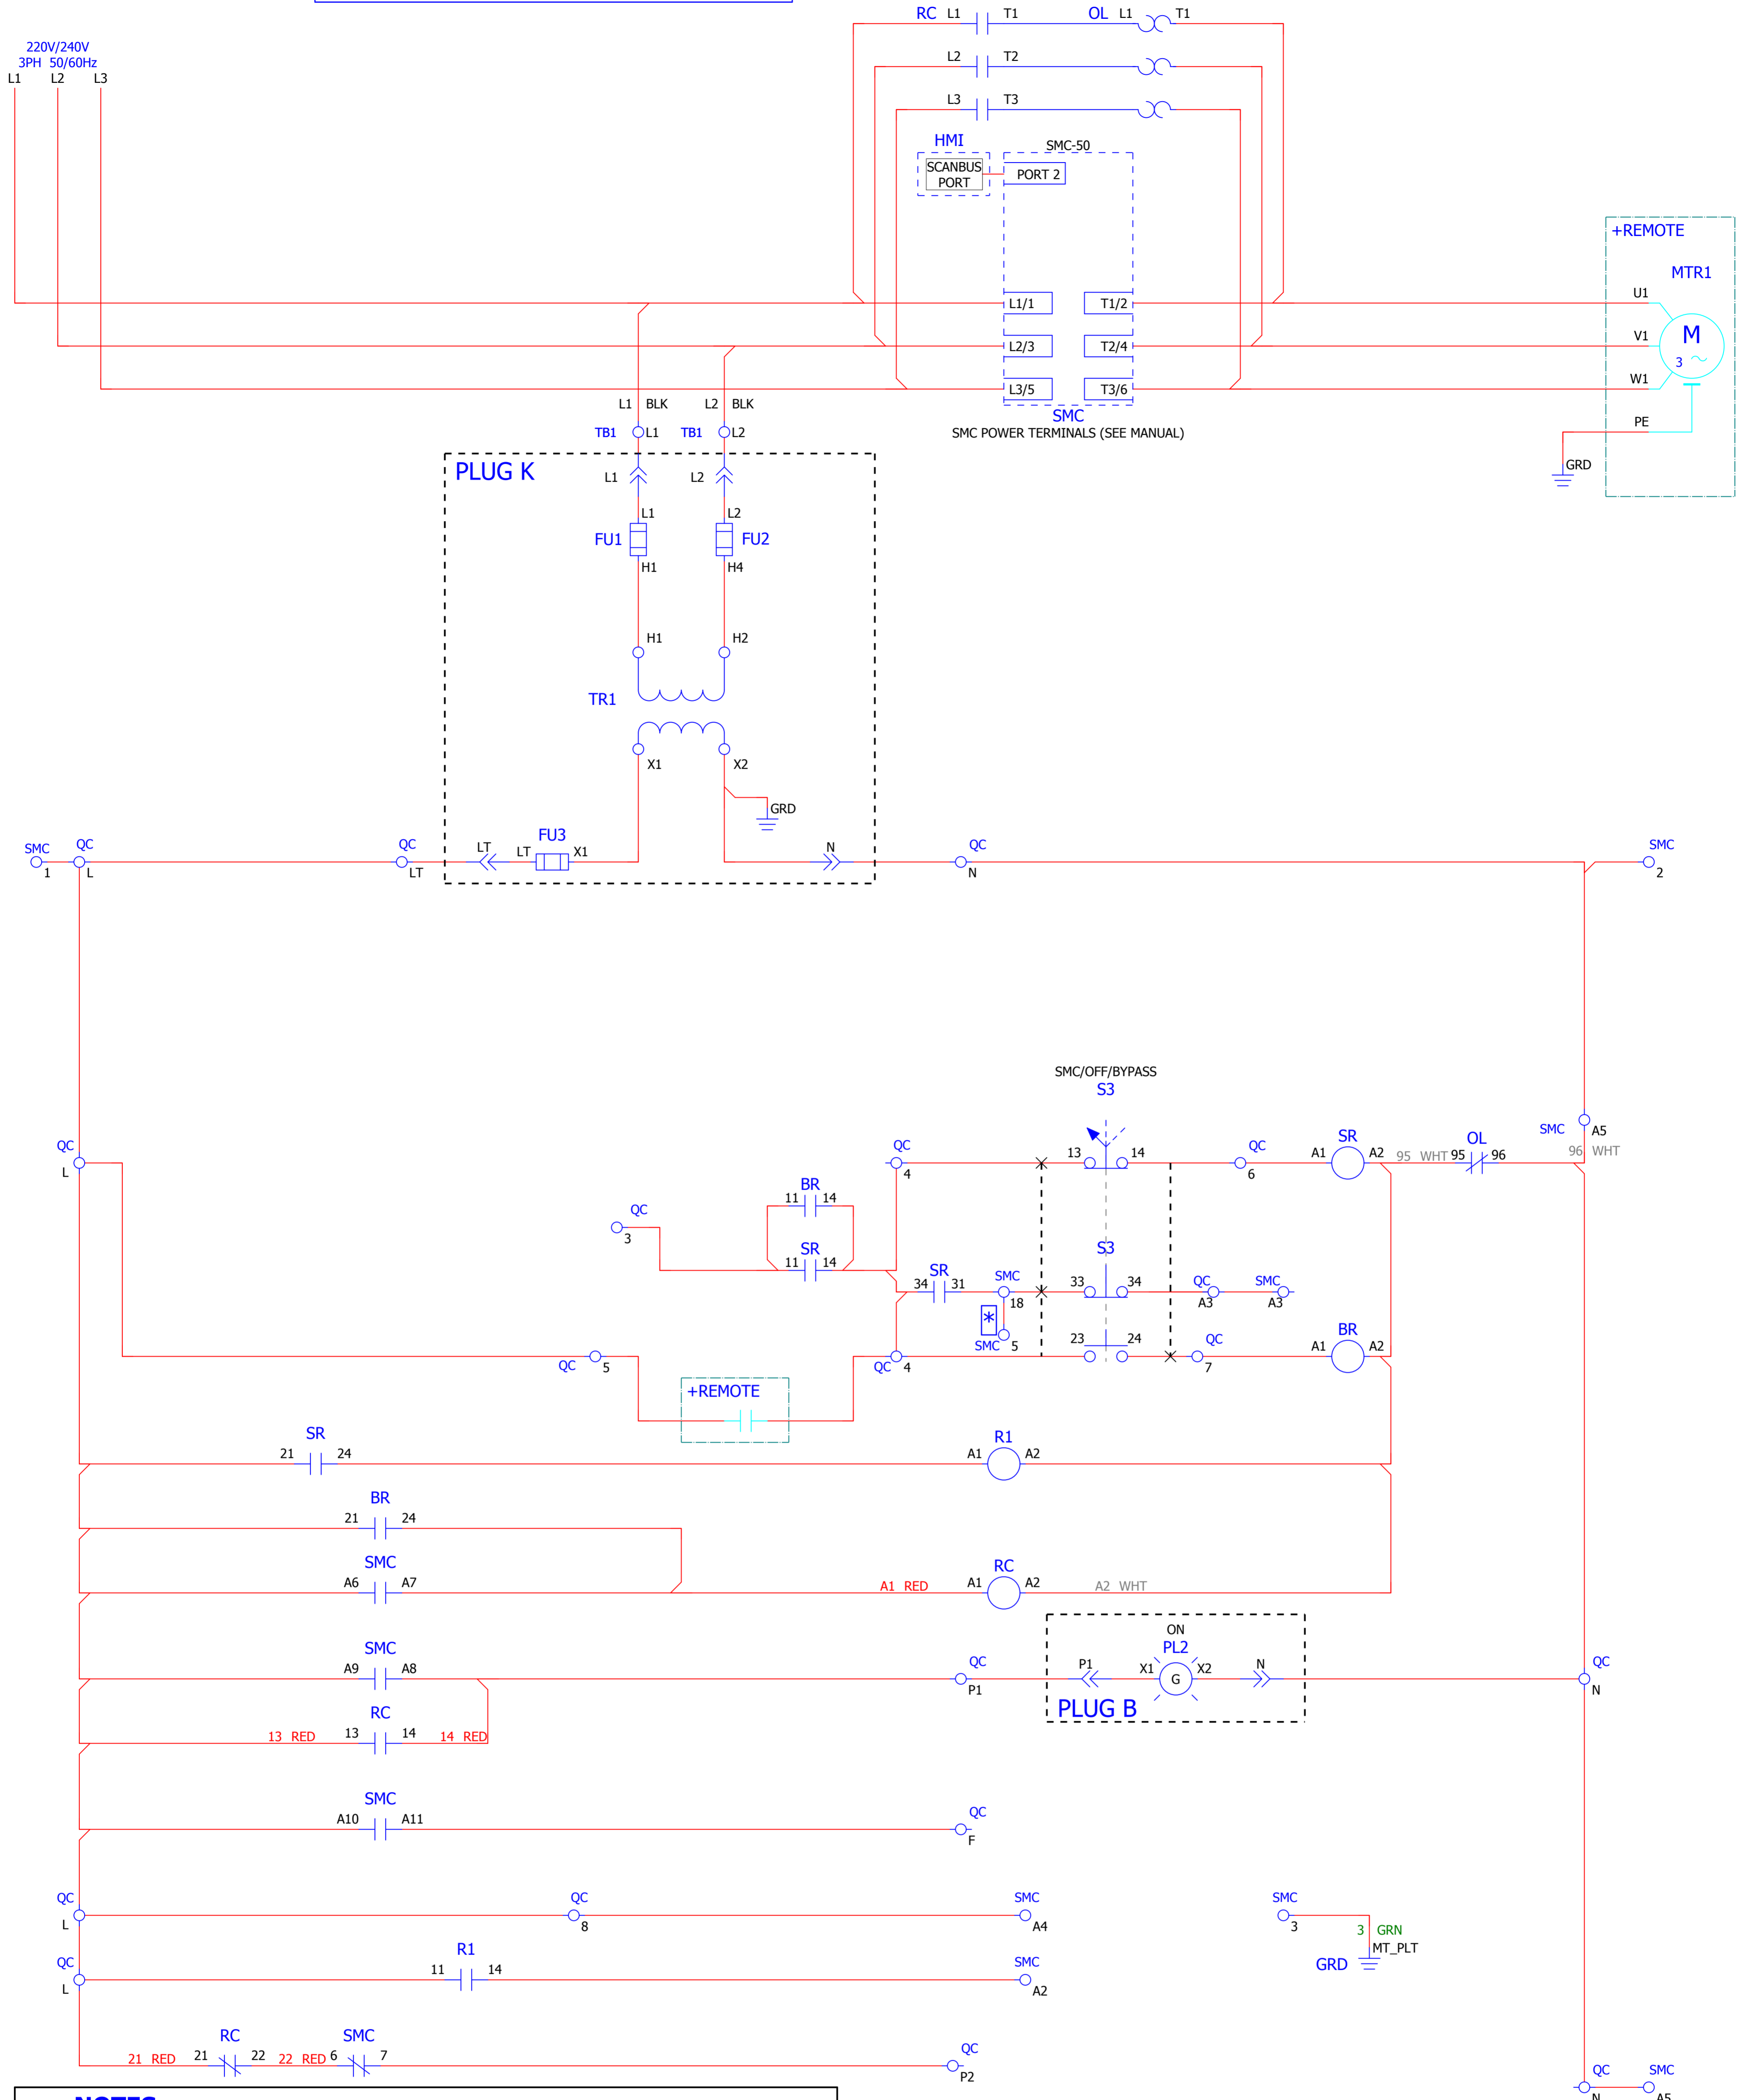 RC L1 T1 OL L1 T1
220V/240V
3PH 50/60Hz
L1 L2 L3
L2 T2
L3 T3
HMI
SMC-50
SCANBUS
PORT
PORT 2
+REMOTE
MTR1
L1/1 T1/2 U1
L2/3 T2/4 V1
M
3
L3/5 T3/6 W1
L1 BLK L2 BLK
SMC
PE
TB1 L1 TB1 L2
SMC POWER TERMINALS (SEE MANUAL)
PLUG K
GRD
L1 L2
L1 L2
FU1 FU2
H1 H4
H1 H2
TR1
X1 X2
GRD
FU3
SMC QC QC LT LT X1 N QC SMC
1 L LT N 2
SMC/OFF/BYPASS
S3
SMC A5
QC QC 13 14 QC SR OL
L 4 6 A1 A2 95 WHT 95 96 96 WHT
BR
11 14
QC
3
SR
11 14
S3
SR
34 31
SMC
18
33 34
QC
A3
SMC
A3
*
SMC 5
23 24
QC
7
BR
A1 A2
QC 5
QC 4
+REMOTE
SR
21 24
R1
A1 A2
BR
21 24
SMC
A6 A7
RC
A1 RED A1 A2 A2 WHT
ON
PL2
SMC
A9 A8
QC
P1
P1 X1 G X2 N
QC
N
PLUG B
RC
13 RED 13 14 14 RED
SMC
A10 A11
QC
F
QC QC SMC SMC
L 8 A4 3
3 GRN
MT_PLT
GRD
QC R1 SMC
L 11 14 A2
RC SMC
21 RED 21 22 22 RED 6 7
QC
P2
QC SMC
N A5
NOTES